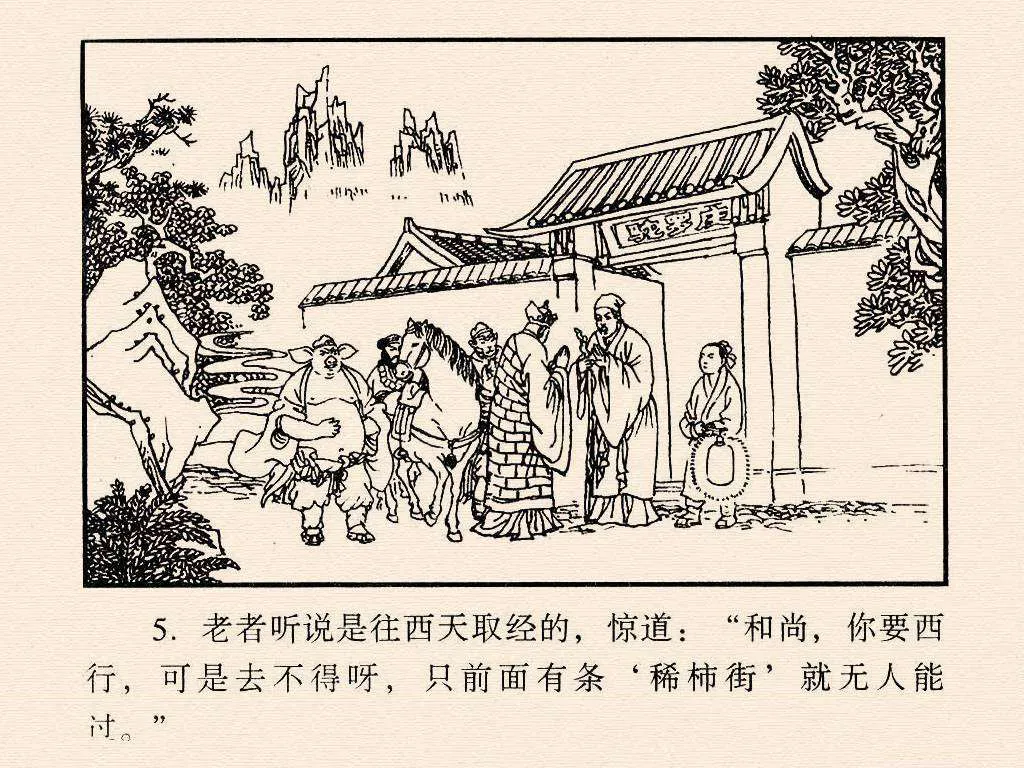 庄罗驼
5. 老者听说是往西天取经的，惊道：“和尚，你要西
行，可是去不得呀，只前面有条‘稀柿街’就无人能
过。”